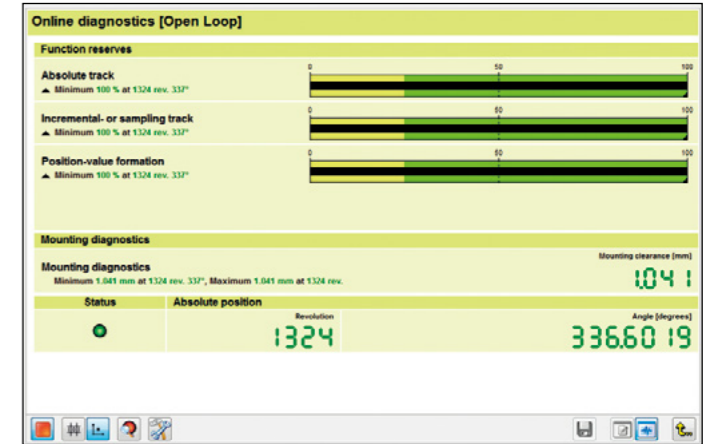 Online diagnostics [Open Loop]
Function reserves
Absolute track
0 50 100
▲ Minimum 100 % at 1324 rev. 337°
Incremental- or sampling track
0 50 100
▲ Minimum 100 % at 1324 rev. 337°
Position-value formation
0 50 100
▲ Minimum 100 % at 1324 rev. 337°
Mounting diagnostics
Mounting clearance [mm]
Mounting diagnostics
Minimum 1.041 mm at 1324 rev. 337°, Maximum 1.041 mm at 1324 rev.
1.041
Status Absolute position
Revolution Angle [degrees]
1324 336.6019